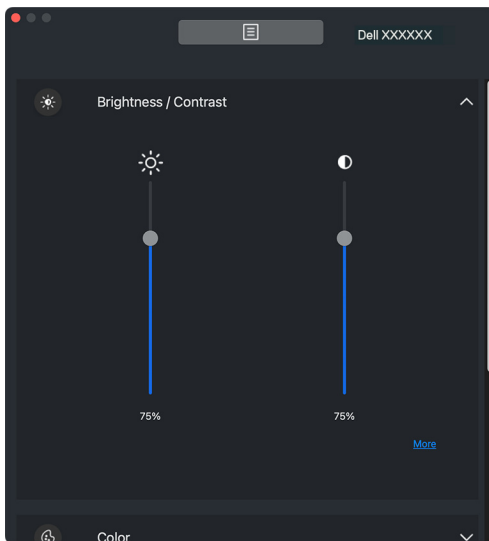 Dell XXXXXX
Brightness / Contrast
75% 75%
More
Color